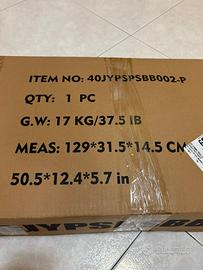 ITEM NO: 40JYPSPSBB002-P
QTY: 1 PC
G.W: 17 KG/37.5 IB
MEAS: 129*31.5*14.5 CM
50.5*12.4*5.7 in